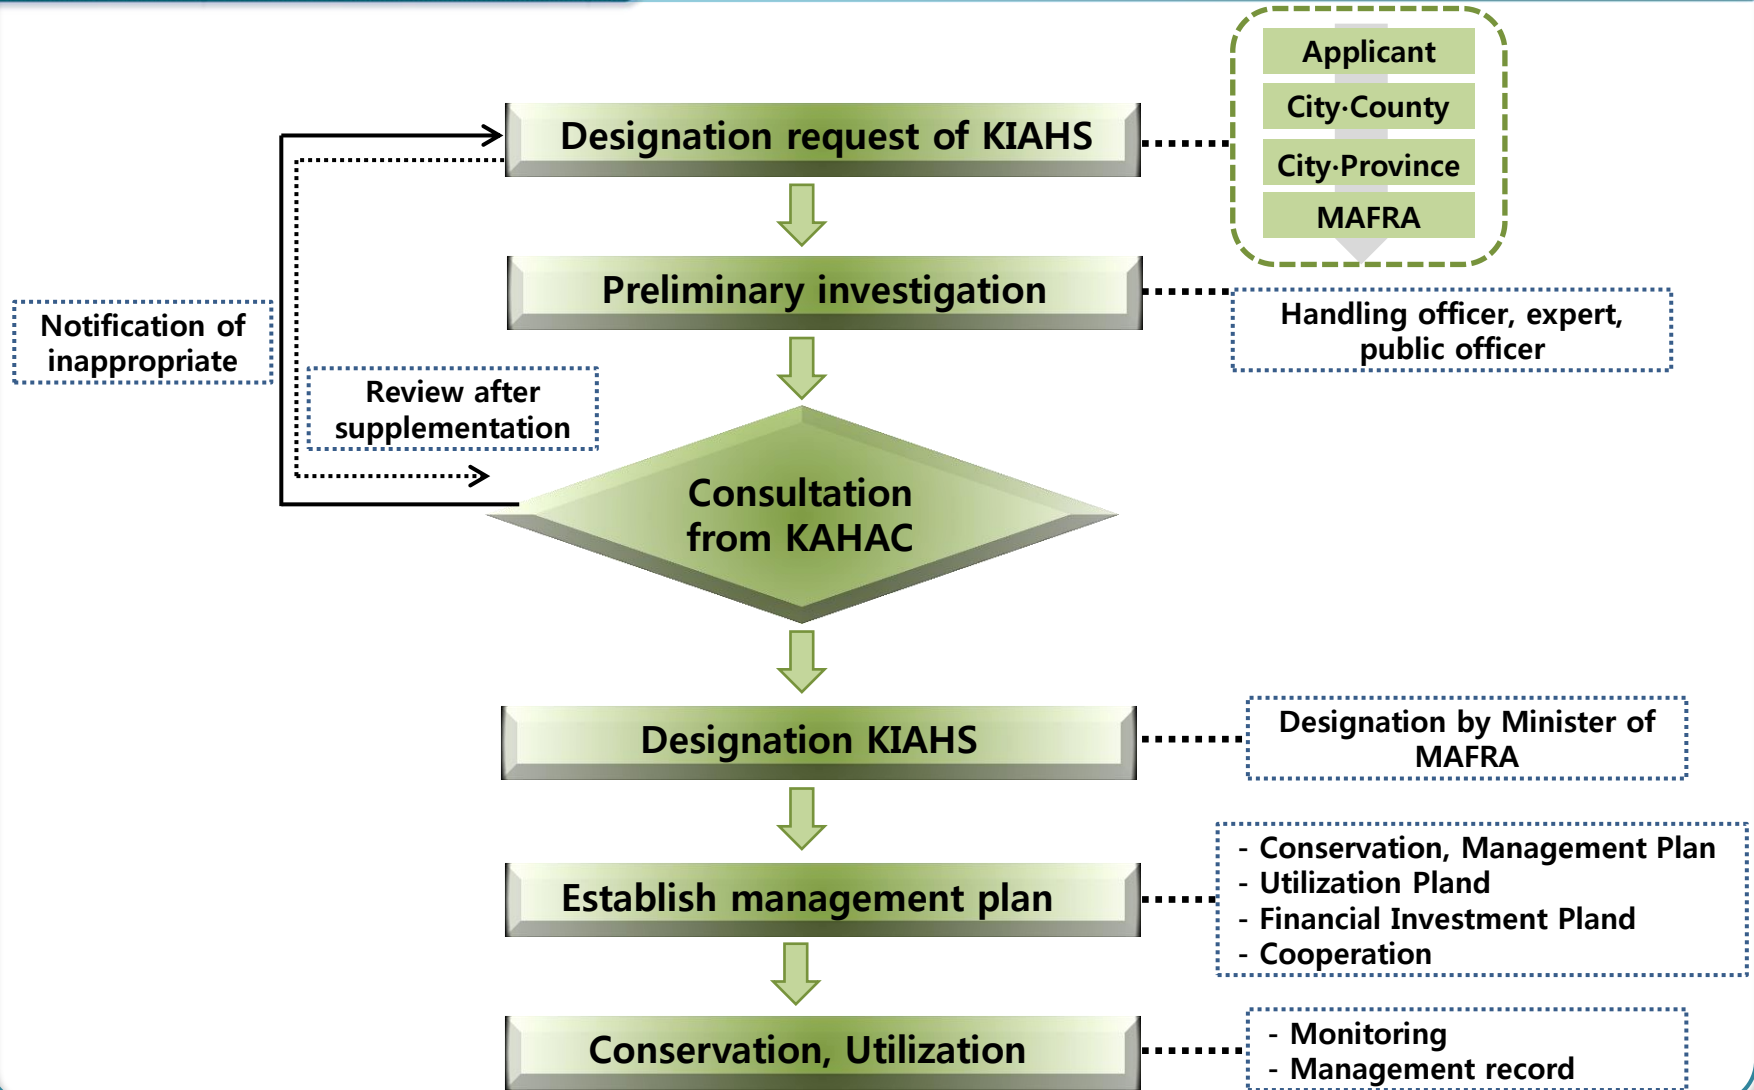 Applicant
City·County
City·Province
MAFRA
Designation request of KIAHS
Preliminary investigation
Handling officer, expert,
public officer
Notification of
inappropriate
Review after
supplementation
Consultation
from KAHAC
Designation KIAHS
Designation by Minister of
MAFRA
Establish management plan
- Conservation, Management Plan
- Utilization Pland
- Financial Investment Pland
- Cooperation
Conservation, Utilization
- Monitoring
- Management record